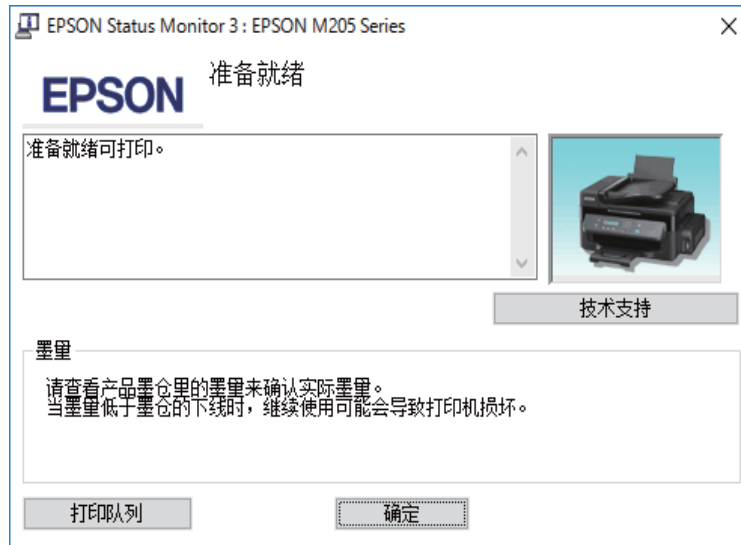 EPSON Status Monitor 3 : EPSON M205 Series
EPSON
准备就绪
准备就绪可打印。
技术支持
墨量
请查看产品墨仓里的墨量来确认实际墨量。
当墨量低于墨仓的下线时，继续使用可能会导致打印机损坏。
打印队列
确定